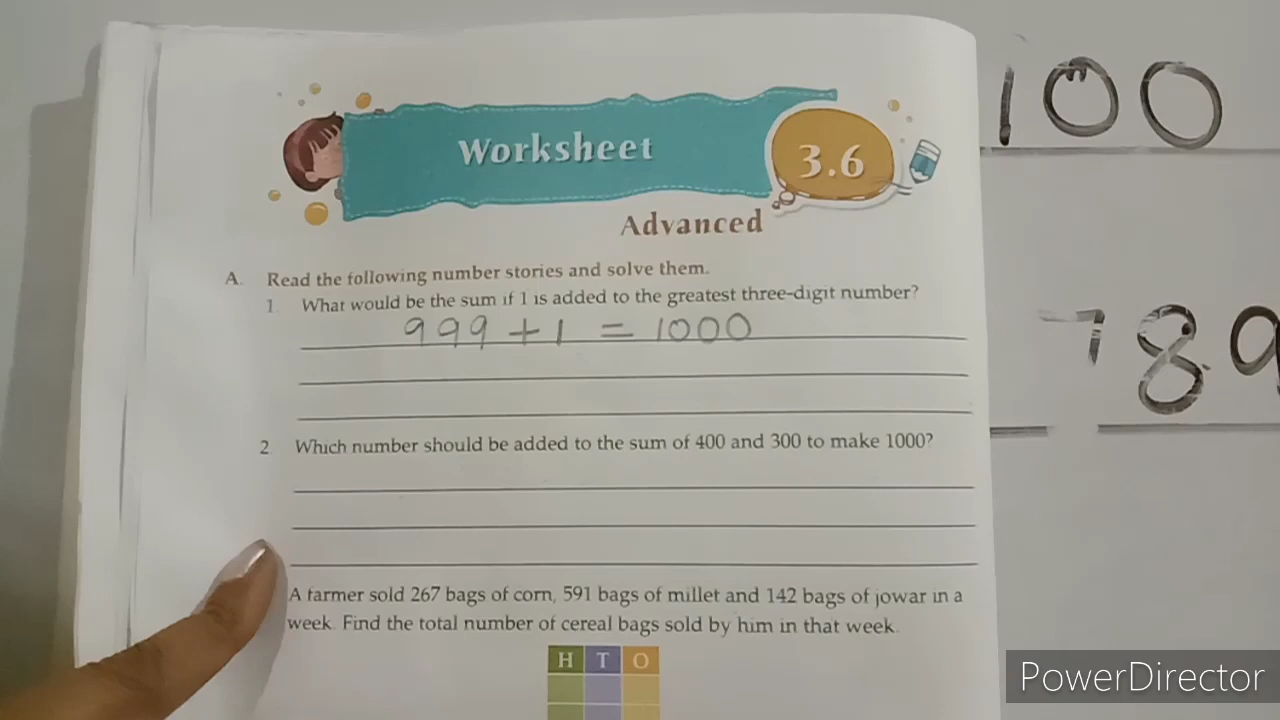 Worksheet
3.6
Advanced
A. Read the following number stories and solve them.
1. What would be the sum if 1 is added to the greatest three-digit number?
999 + 1 = 1000
2. Which number should be added to the sum of 400 and 300 to make 1000?
A farmer sold 267 bags of corn, 591 bags of millet and 142 bags of jowar in a
week. Find the total number of cereal bags sold by him in that week.
H T O
100
789
PowerDirector